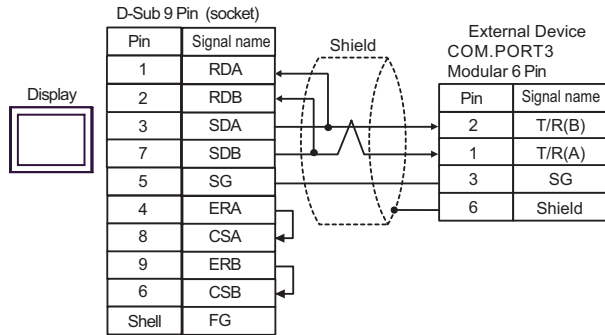 D-Sub 9 Pin (socket)
Pin Signal name
1 RDA
2 RDB
3 SDA
7 SDB
5 SG
4 ERA
8 CSA
9 ERB
6 CSB
Shell FG
Display
Shield
External Device
COM.PORT3
Modular 6 Pin
Pin Signal name
2 T/R(B)
1 T/R(A)
3 SG
6 Shield